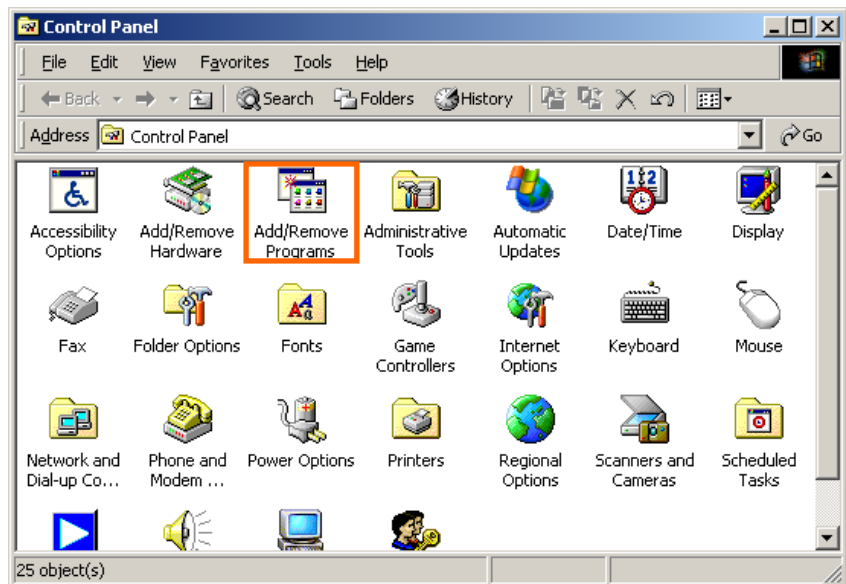 Control Panel
File Edit View Favorites Tools Help
Back Search Folders History
Address Control Panel Go
Accessibility Options
Add/Remove Hardware
Add/Remove Programs
Administrative Tools
Automatic Updates
12
Date/Time
Display
Fax
Folder Options
Fonts
Game Controllers
Internet Options
Keyboard
Mouse
Network and Dial-up Co...
Phone and Modem ...
Power Options
Printers
Regional Options
Scanners and Cameras
Scheduled Tasks
25 object(s)